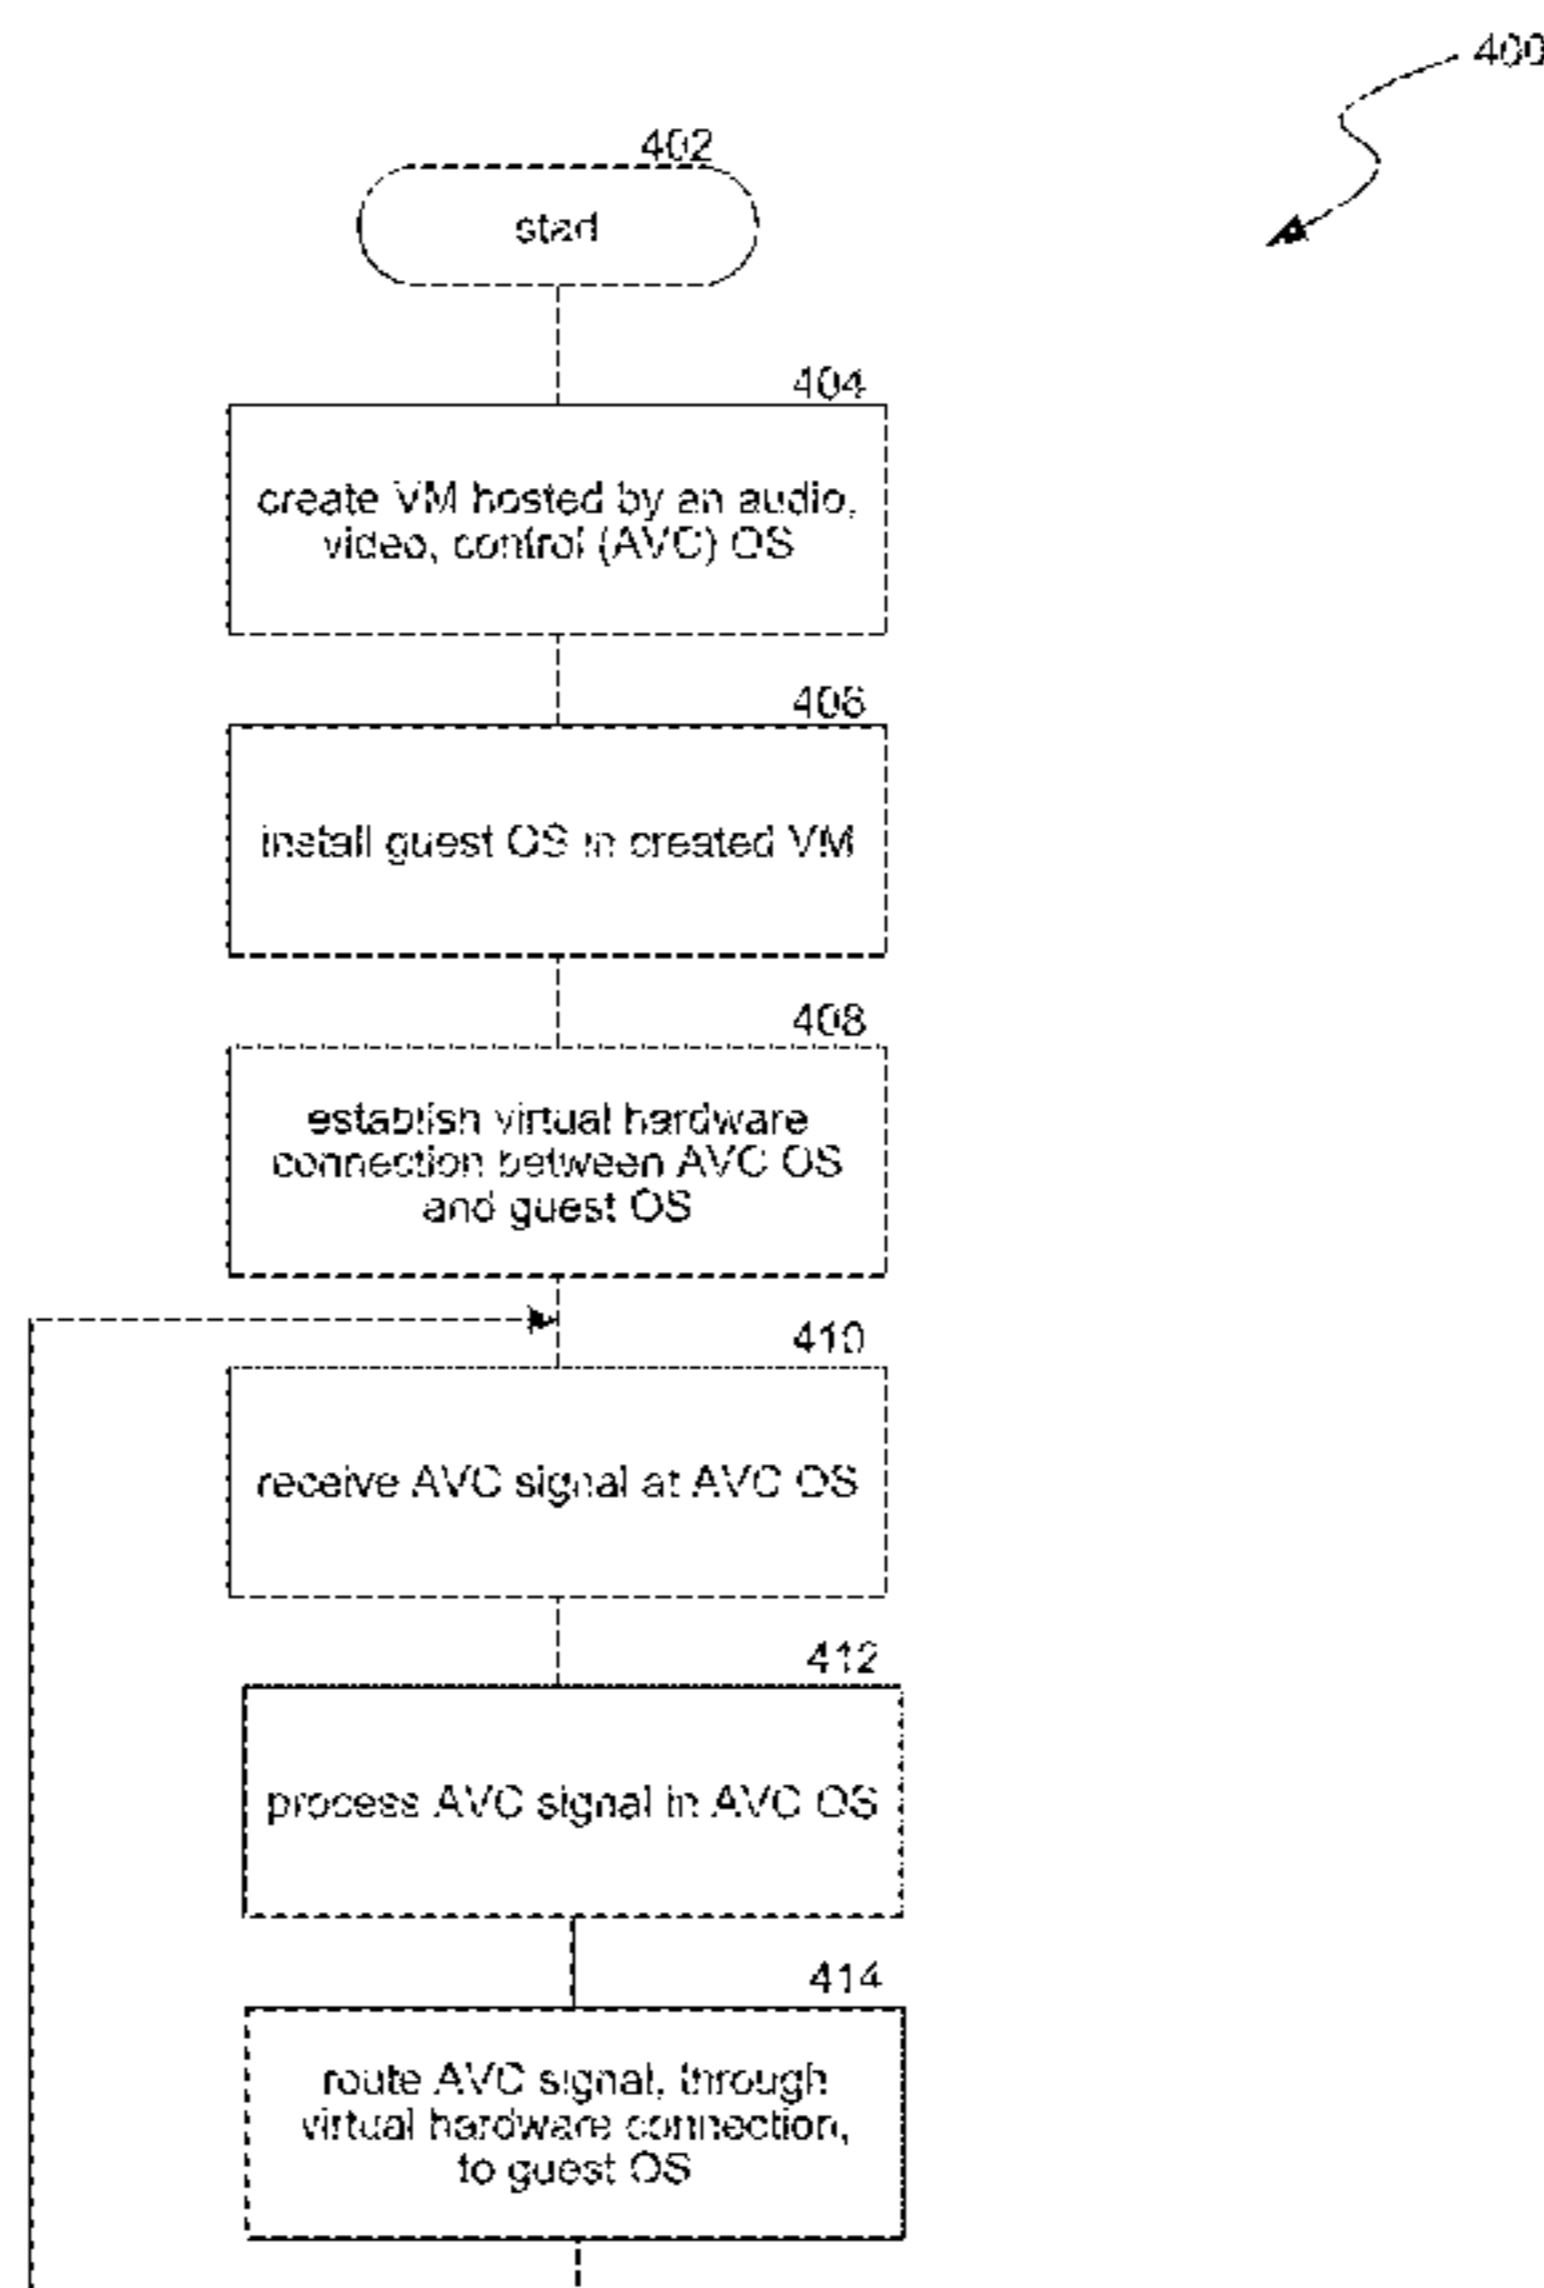 400
402
start
404
create VM hosted by an audio,
video, control (AVC) OS
406
install guest OS in created VM
408
establish virtual hardware
connection between AVC OS
and guest OS
410
receive AVC signal at AVC OS
412
process AVC signal in AVC OS
414
route AVC signal, through
virtual hardware connection,
to guest OS